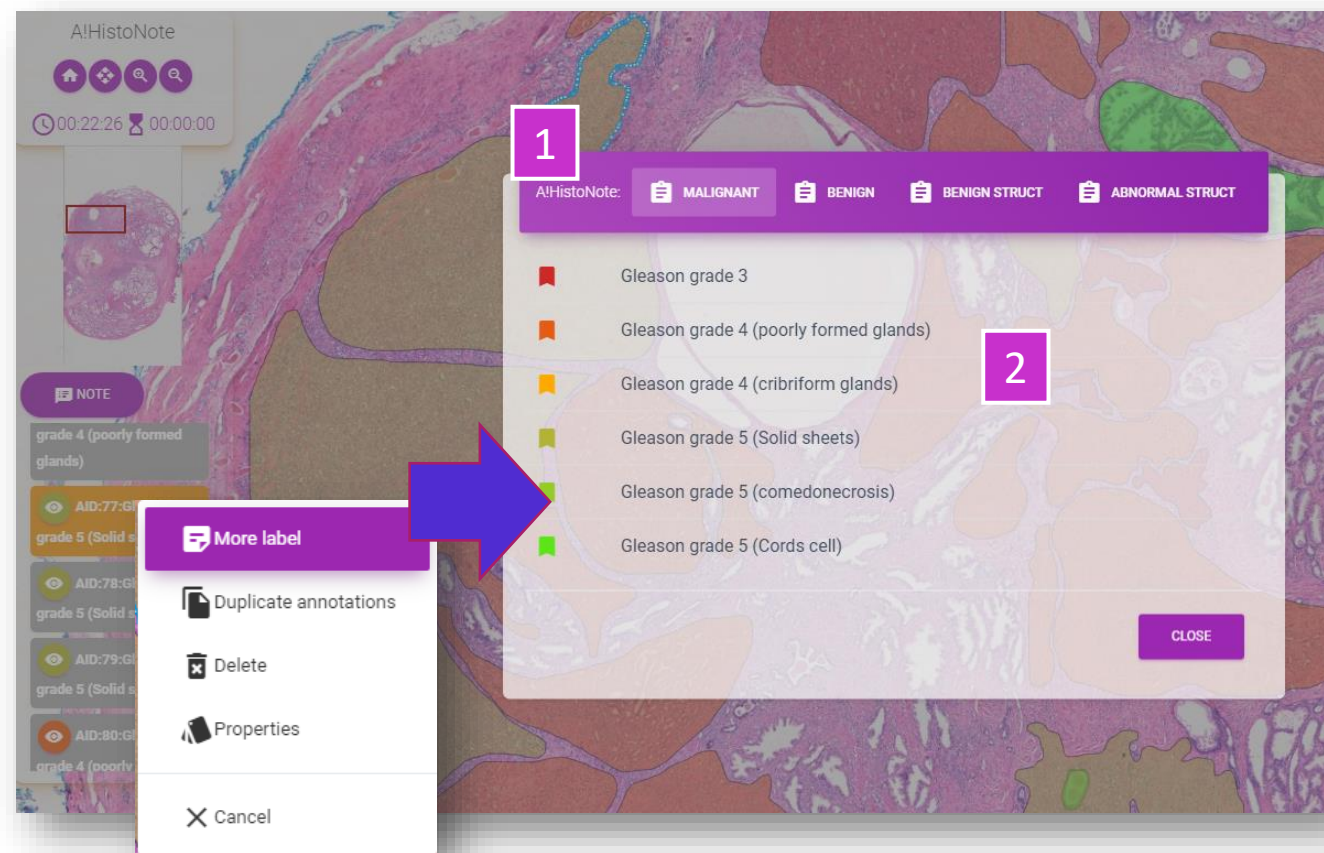 A!HistoNote
00:22:26 00:00:00
NOTE
grade 4 (poorly formed
glands)
AID:77:Gl
grade 5 (Solid s
AID:78:Gl
grade 5 (Solid s
AID:79:Gl
grade 5 (Solid s
AID:80:Gl
grade 4 (poorly
More label
Duplicate annotations
Delete
Properties
Cancel
1
A!HistoNote: MALIGNANT BENIGN BENIGN STRUCT ABNORMAL STRUCT
Gleason grade 3
Gleason grade 4 (poorly formed glands)
2
Gleason grade 4 (cribriform glands)
Gleason grade 5 (Solid sheets)
Gleason grade 5 (comedonecrosis)
Gleason grade 5 (Cords cell)
CLOSE